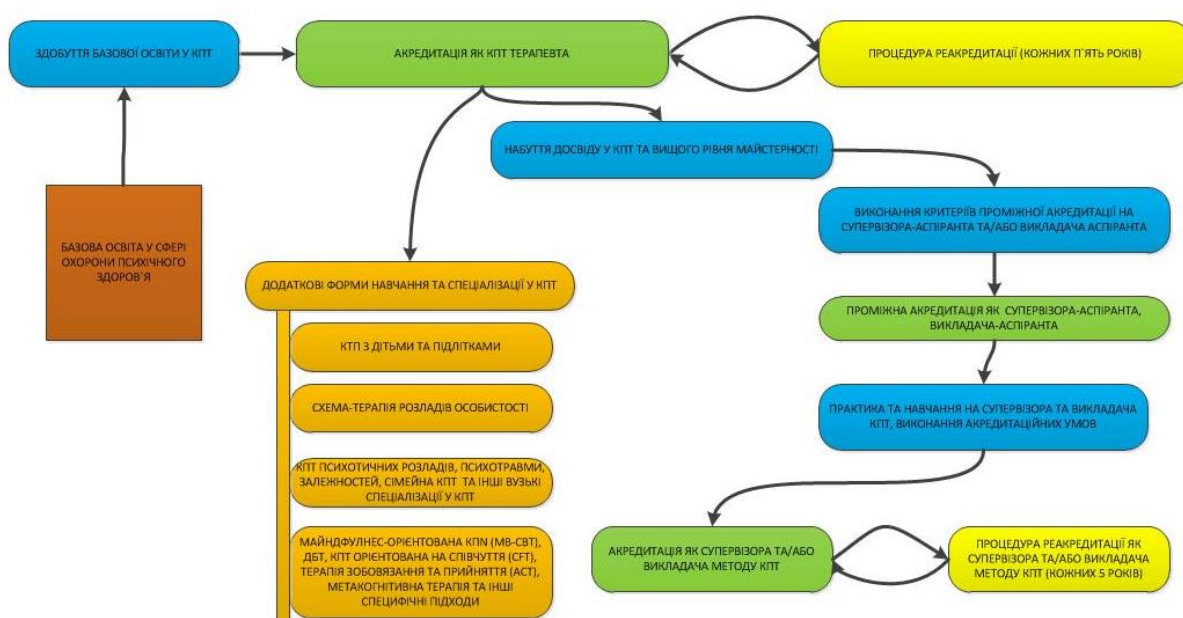 ЗДОБУТТЯ БАЗОВОЇ ОСВІТИ У КПТ
АКРЕДИТАЦІЯ ЯК КПТ ТЕРАПЕВТА
ПРОЦЕДУРА РЕАКРЕДИТАЦІЇ (КОЖНИХ П`ЯТЬ РОКІВ)
НАБУТТЯ ДОСВІДУ У КПТ ТА ВИЩОГО РІВНЯ МАЙСТЕРНОСТІ
БАЗОВА ОСВІТА У СФЕРІ
ОХОРОНИ ПСИХІЧНОГО
ЗДОРОВ`Я
ВИКОНАННЯ КРИТЕРІЇВ ПРОМІЖНОЇ АКРЕДИТАЦІЇ НА
СУПЕРВІЗОРА-АСПІРАНТА ТА/АБО ВИКЛАДАЧА АСПІРАНТА
ДОДАТКОВІ ФОРМИ НАВЧАННЯ ТА СПЕЦІАЛІЗАЦІЇ У КПТ
КТП З ДІТЬМИ ТА ПІДЛІТКАМИ
СХЕМА-ТЕРАПІЯ РОЗЛАДІВ ОСОБИСТОСТІ
КПТ ПСИХОТИЧНИХ РОЗЛАДІВ, ПСИХОТРАВМИ,
ЗАЛЕЖНОСТЕЙ, СІМЕЙНА КПТ ТА ІНШІ ВУЗЬКІ
СПЕЦІАЛІЗАЦІЇ У КПТ
МАЙНДФУЛНЕС-ОРІЄНТОВАНА КПN (MB-CBT),
ДБТ, КПТ ОРІЄНТОВАНА НА СПІВЧУТТЯ (CFT),
ТЕРАПІЯ ЗОБОВЯЗАННЯ ТА ПРИЙНЯТТЯ (ACT),
МЕТАКОГНІТИВНА ТЕРАПІЯ ТА ІНШІ
СПЕЦИФІЧНІ ПІДХОДИ
ПРОМІЖНА АКРЕДИТАЦІЯ ЯК СУПЕРВІЗОРА-АСПІРАНТА,
ВИКЛАДАЧА-АСПІРАНТА
ПРАКТИКА ТА НАВЧАННЯ НА СУПЕРВІЗОРА ТА ВИКЛАДАЧА
КПТ, ВИКОНАННЯ АКРЕДИТАЦІЙНИХ УМОВ
АКРЕДИТАЦІЯ ЯК СУПЕРВІЗОРА ТА/АБО
ВИКЛАДАЧА МЕТОДУ КПТ
ПРОЦЕДУРА РЕАКРЕДИТАЦІЇ ЯК
СУПЕРВІЗОРА ТА/АБО ВИКЛАДАЧА
МЕТОДУ КПТ (КОЖНИХ 5 РОКІВ)